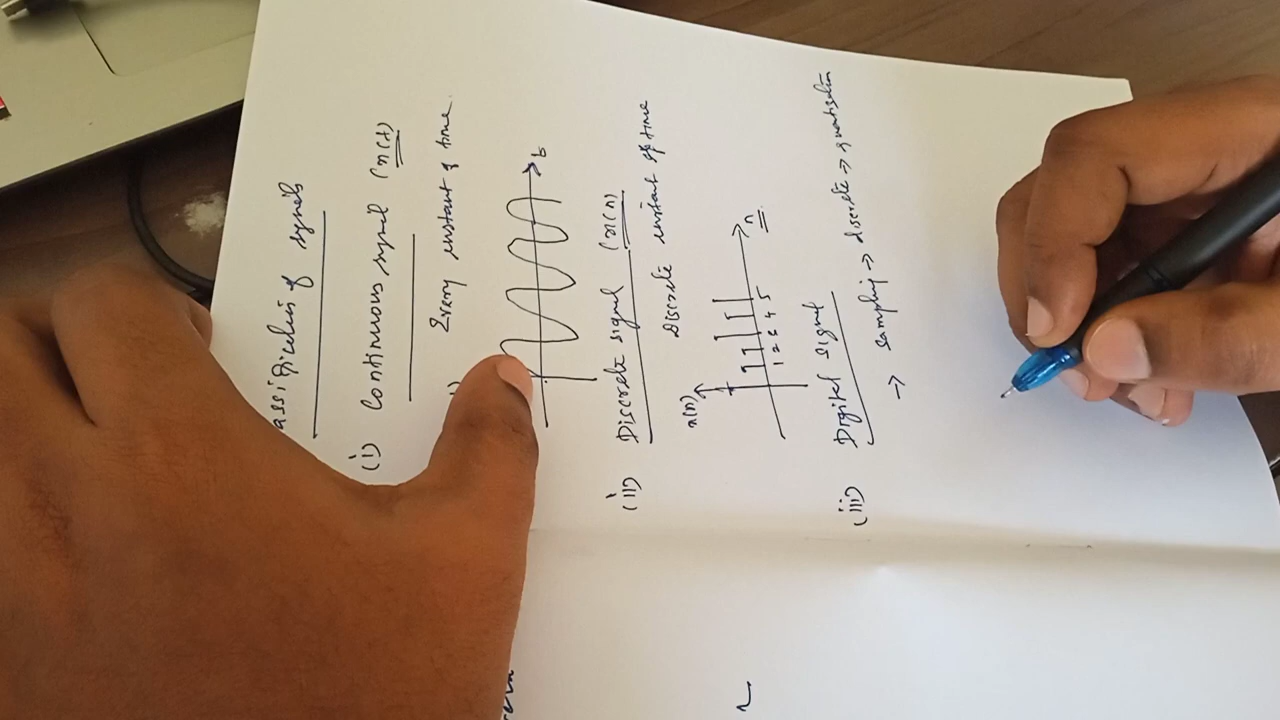 assification of signals
(i) Continuous signal (x(t)
Every instant of time.
t
(ii) Discrete signal (x(n)
Discrete instant of time
x(n)
n
1 2 3 4 5
(iii) Digital signal
→ sampling → discrete → quantization